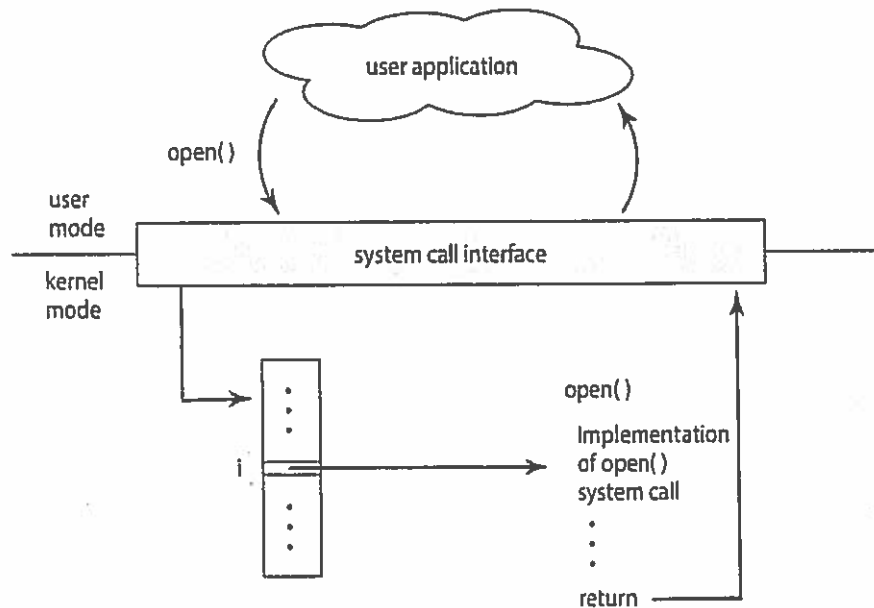 user application
open()
user
mode
system call interface
kernel
mode
open()
i
Implementation
of open()
system call
return